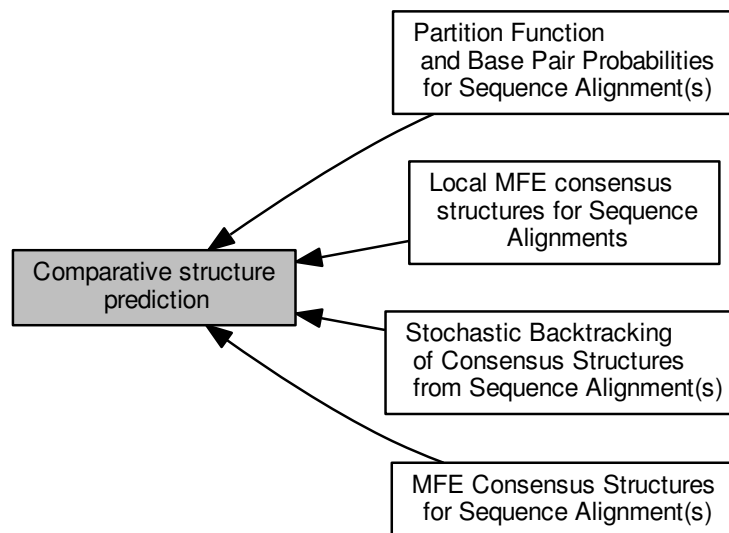 Partition Function
and Base Pair Probabilities
for Sequence Alignment(s)
Local MFE consensus
structures for Sequence
Alignments
Comparative structure
prediction
Stochastic Backtracking
of Consensus Structures
from Sequence Alignment(s)
MFE Consensus Structures
for Sequence Alignment(s)